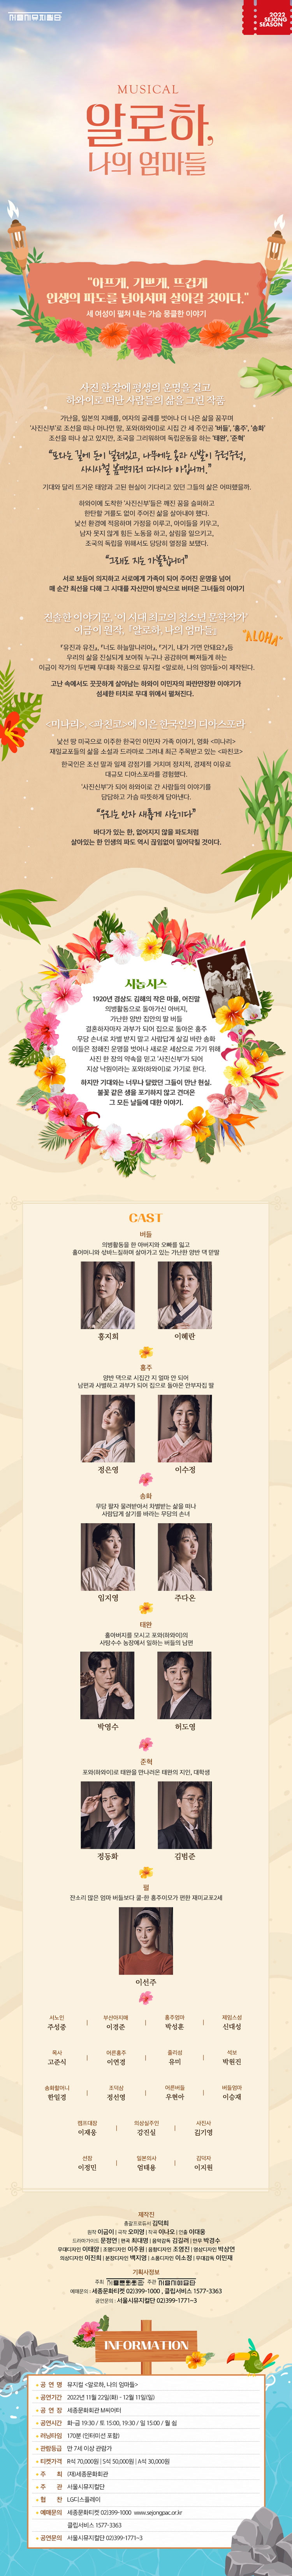 서울시뮤지컬단
2022
SEJONG
SEASON
MUSICAL
알로하,
나의 엄마들
"아프게, 기쁘게, 뜨겁게
인생의 파도를 넘어서며 살아갈 것이다."
세 여성이 펼쳐 내는 가슴 뭉클한 이야기
사진 한 장에 평생의 운명을 걸고
하와이로 떠난 사람들의 삶을 그린 작품
가난을, 일본의 지배를, 여자의 굴레를 벗어나 더 나은 삶을 꿈꾸며
'사진신부'로 조선을 떠나 머나먼 땅, 포와(하와이)로 간 세 주인공 '버들', '홍주', '송화'
조선을 떠나 살고 있지만, 조국을 그리워하며 독립운동을 하는 '태완', '준혁'
기대와 달리 뜨거운 태양과 고된 현실이 기다리고 있던 그들의 삶은 어떠했을까.
하와이에 도착한 '사진신부'들은 깨진 꿈을 슬퍼하고
한탄할 겨를도 없이 주어진 삶을 살아내야 했다.
낯선 환경에 적응하며 가정을 이루고, 아이들을 키우고,
남자 못지 않게 힘든 노동을 하고, 살림을 일으키고,
조국의 독립을 위해서도 담담히 열정을 보탰다.
"그래도 지는 가볼랍니더"
서로 보듬어 의지하고 서로에게 가족이 되어 주어진 운명을 넘어
매 순간 최선을 다해 그 시대를 자신만의 방식으로 버텨온 그녀들의 이야기
진솔한 이야기꾼, '이 시대 최고의 청소년 문학작가'
이금이 원작, 『알로하, 나의 엄마들』
"ALOHA"
『유진과 유진』, 『너도 하늘말나리야』, 『거기, 내가 가면 안돼요?』등
우리의 삶을 진실되게 보여줘 누구나 공감하며 빠져들게 하는
이금이 작가의 첫 번째 무대화 작품으로 뮤지컬 <알로하, 나의 엄마들>이 제작된다.
고난 속에서도 꿋꿋하게 살아남는 하와이 이민자의 파란만장한 이야기가
섬세한 터치로 무대 위에서 펼쳐진다.
<미나리>, <파친코>에 이은 한국인의 디아스포라
낯선 땅 미국으로 이주한 한국인 이민자 가족 이야기, 영화 <미나리>
재일교포들의 삶을 소설과 드라마로 그려내 최근 주목받고 있는 <파친코>
한국인은 조선 말과 일제 강점기를 거치며 정치적, 경제적 이유로
대규모 디아스포라를 경험했다.
'사진신부'가 되어 하와이로 간 사람들의 이야기를
담담하고 가슴 따뜻하게 담아낸다.
"우리는 인자 새롭게 사는기다"
바다가 있는 한, 없어지지 않을 파도처럼
살아있는 한 인생의 파도 역시 끊임없이 밀어닥칠 것이다.
시놉시스
1920년 경상도 김해의 작은 마을, 어진말
의병활동으로 돌아가신 아버지,
가난한 양반 집안의 딸 버들
결혼하자마자 과부가 되어 집으로 돌아온 홍주
무당 손녀로 차별 받지 않고 사람답게 살길 바란 송화
이들은 정해진 운명을 벗어나 새로운 세상으로 가기 위해
사진 한 장의 약속을 믿고 '사진신부'가 되어
지상 낙원이라는 포와(하와이)로 가기로 한다.
하지만 기대와는 너무나 달랐던 그들이 만난 현실.
불꽃 같은 생을 포기하지 않고 견뎌온
그 모든 날들에 대한 이야기.
CAST
버들
의병활동을 한 아버지와 오빠를 잃고
홀어머니와 삯바느질하며 살아가고 있는 가난한 양반 댁 맏딸
홍지희
이혜란
홍주
양반 댁으로 시집간 지 얼마 안 되어
남편과 사별하고 과부가 되어 집으로 돌아온 안부자집 딸
정은영
이수정
송화
무당 팔자 물려받아서 차별받는 삶을 떠나
사람답게 살기를 바라는 무당의 손녀
임지영
주다온
태완
홀아버지를 모시고 포와(하와이)의
사탕수수 농장에서 일하는 버들의 남편
박영수
허도영
준혁
포와(하와이)로 태완을 만나려온 태완의 지인, 대학생
정동화
김범준
펄
잔소리 많은 엄마 버들보다 쿨-한 홍주이모가 편한 재미교포2세
이선주
서노인
주성중
부산아지매
이경준
홍주엄마
박성훈
재임스섬
신대성
목사
고준식
어른홍주
이연경
줄리섬
유미
석보
박원진
송화할머니
한일경
조덕삼
정선영
어른버들
우현아
버들엄마
이승재
캠프대장
이재웅
의상실주인
강진실
사진사
김기영
선장
이정민
일본의사
엄태용
김덕자
이지원
제작진
총괄프로듀서 김덕희
원작 이금이 | 극작 오미영 | 작곡 이나오 | 연출 이대웅
드라마가이드 문정연 | 편곡 최대명 | 음악감독 김길려 | 안무 박경수
무대디자인 이태양 | 조명디자인 이주원 | 음향디자인 조영진 | 영상디자인 박상연
의상디자인 이진희 | 분장디자인 백지영 | 소품디자인 이소정 | 무대감독 이민재
기획사정보
주최 세종문화회관 주관 서울시뮤지컬단
예매문의 : 세종문화티켓 02)399-1000 , 클립서비스 1577-3363
공연문의 : 서울시뮤지컬단 02)399-1771~3
INFORMATION
공 연 명 뮤지컬 <알로하, 나의 엄마들>
공연기간 2022년 11월 22일(화) - 12월 11일(일)
공 연 장 세종문화회관 M씨어터
공연시간 화-금 19:30 / 토 15:00, 19:30 / 일 15:00 / 월 쉼
러닝타임 170분 (인터미션 포함)
관람등급 만 7세 이상 관람가
티켓가격 R석 70,000원 | S석 50,000원 | A석 30,000원
주 최 (재)세종문화회관
주 관 서울시뮤지컬단
협 찬 LG디스플레이
예매문의 세종문화티켓 02)399-1000 www.sejongpac.or.kr
클립서비스 1577-3363
공연문의 서울시뮤지컬단 02)399-1771~3